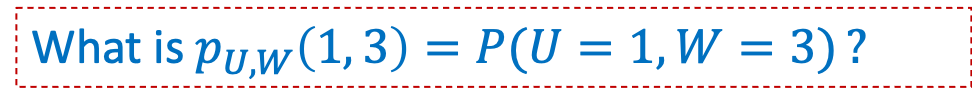 What is p_{U,W}(1, 3) = P(U = 1, W = 3) ?